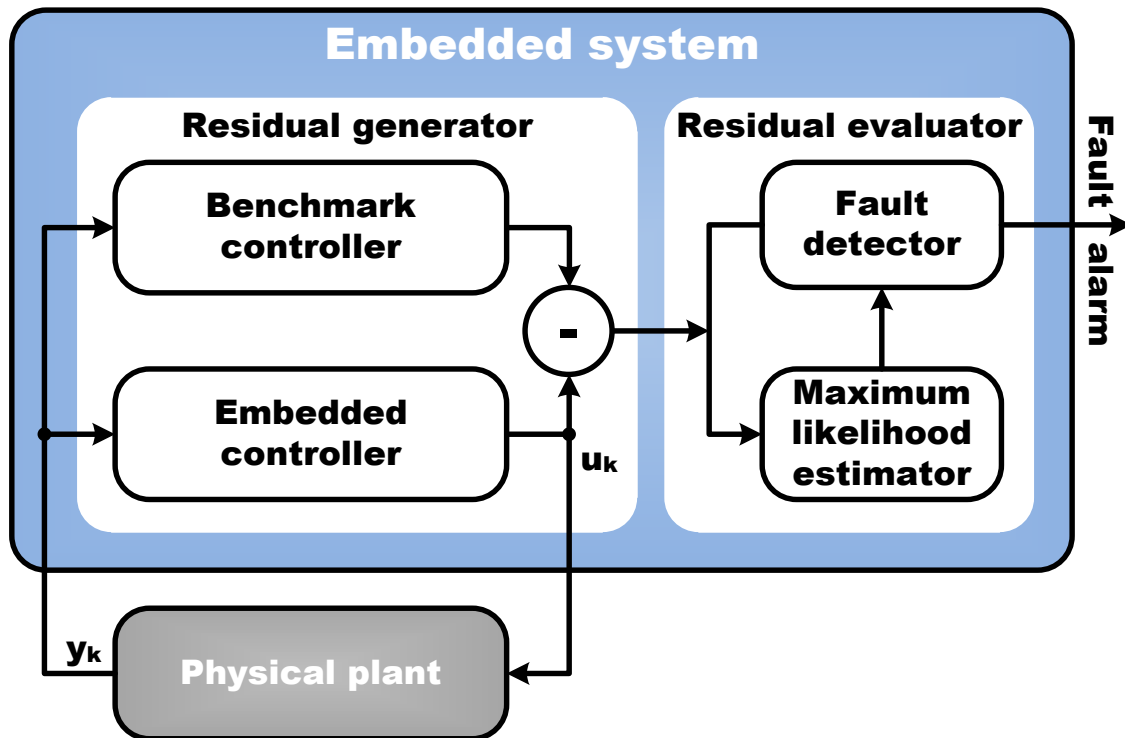 Embedded system
Residual generator
Residual evaluator
Benchmark
controller
Fault
detector
Fault alarm
-
Embedded
controller
Maximum
likelihood
estimator
uk
yk
Physical plant